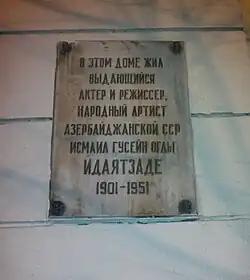 В ЭТОМ ДОМЕ ЖИЛ
ВЫДАЮЩИЙСЯ
АКТЕР И РЕЖИССЕР,
НАРОДНЫЙ АРТИСТ
АЗЕРБАЙДЖАНСКОЙ ССР
ИСМАИЛ ГУСЕЙН ОГЛЫ
ИДАЯТЗАДЕ
1901-1951